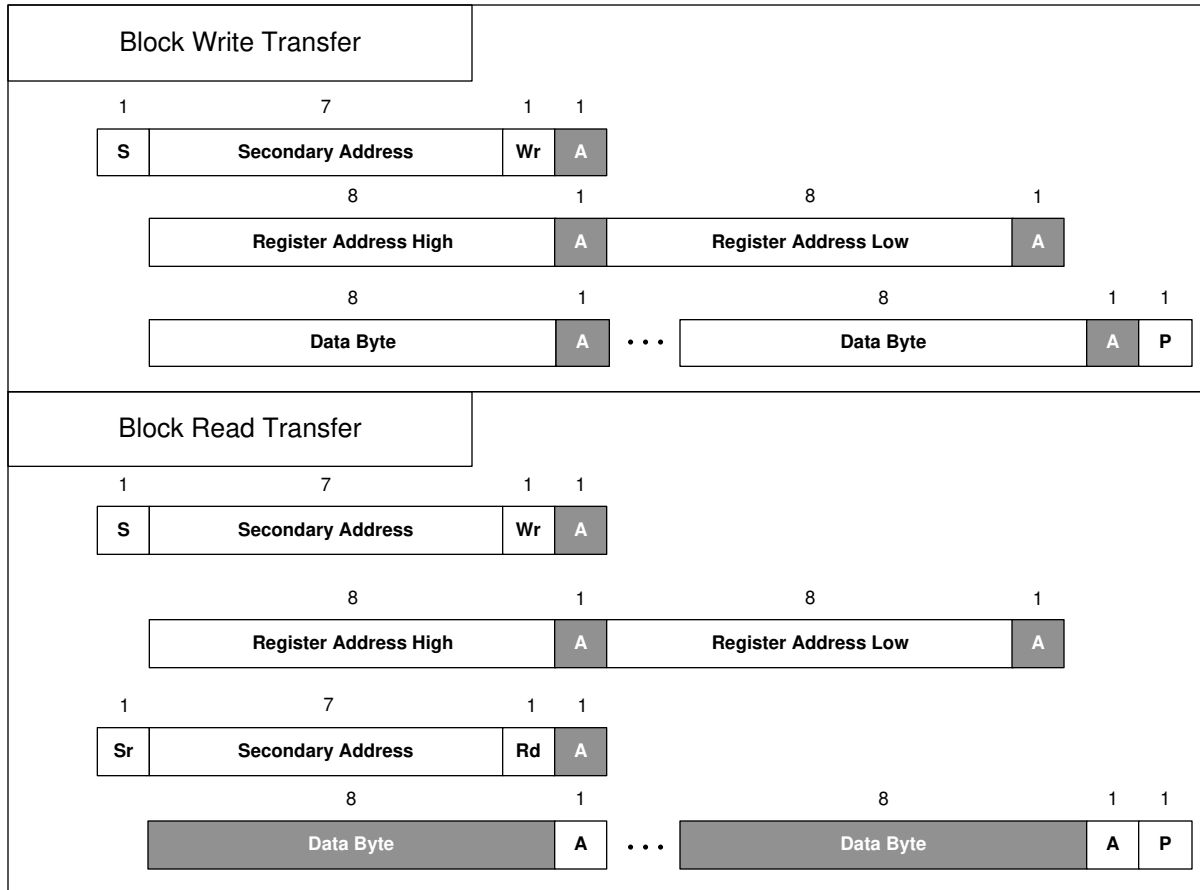 Block Write Transfer
1 7 1 1
S Secondary Address Wr A
8 1 8 1
Register Address High A Register Address Low A
8 1 8 1 1
Data Byte A • • • Data Byte A P
Block Read Transfer
1 7 1 1
S Secondary Address Wr A
8 1 8 1
Register Address High A Register Address Low A
1 7 1 1
Sr Secondary Address Rd A
8 1 8 1 1
Data Byte A • • • Data Byte A P